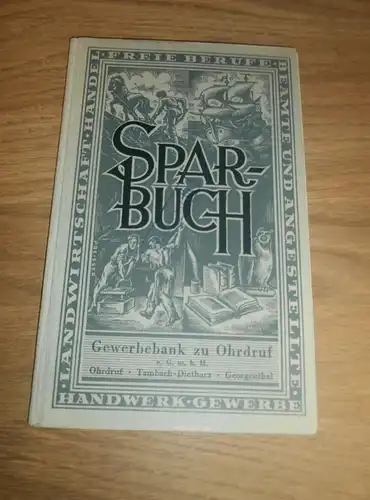 FREIE BERUFE
BEAMTE UND ANGESTELLTE
LANDWIRTSCHAFT · HANDEL
SPAR-
BUCH
Gewerbebank zu Ohrdruf
e. G. m. b. H.
Ohrdruf · Tambach-Dietharz · Georgenthal
HANDWERK · GEWERBE